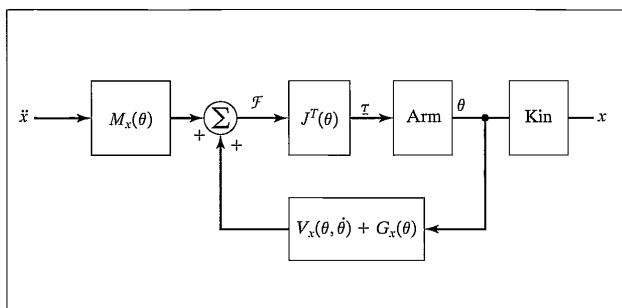 ẍ
M_x(θ)
Σ
+
+
ℱ
J^T(θ)
τ
Arm
θ
Kin
x
V_x(θ, θ̇) + G_x(θ)